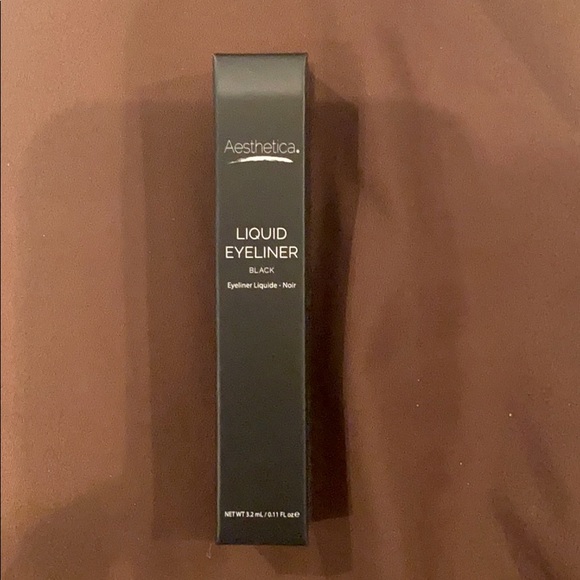 Aesthetica.
LIQUID
EYELINER
BLACK
Eyeliner Liquide - Noir
NET WT 3.2 mL / 0.11 FL oz ℮